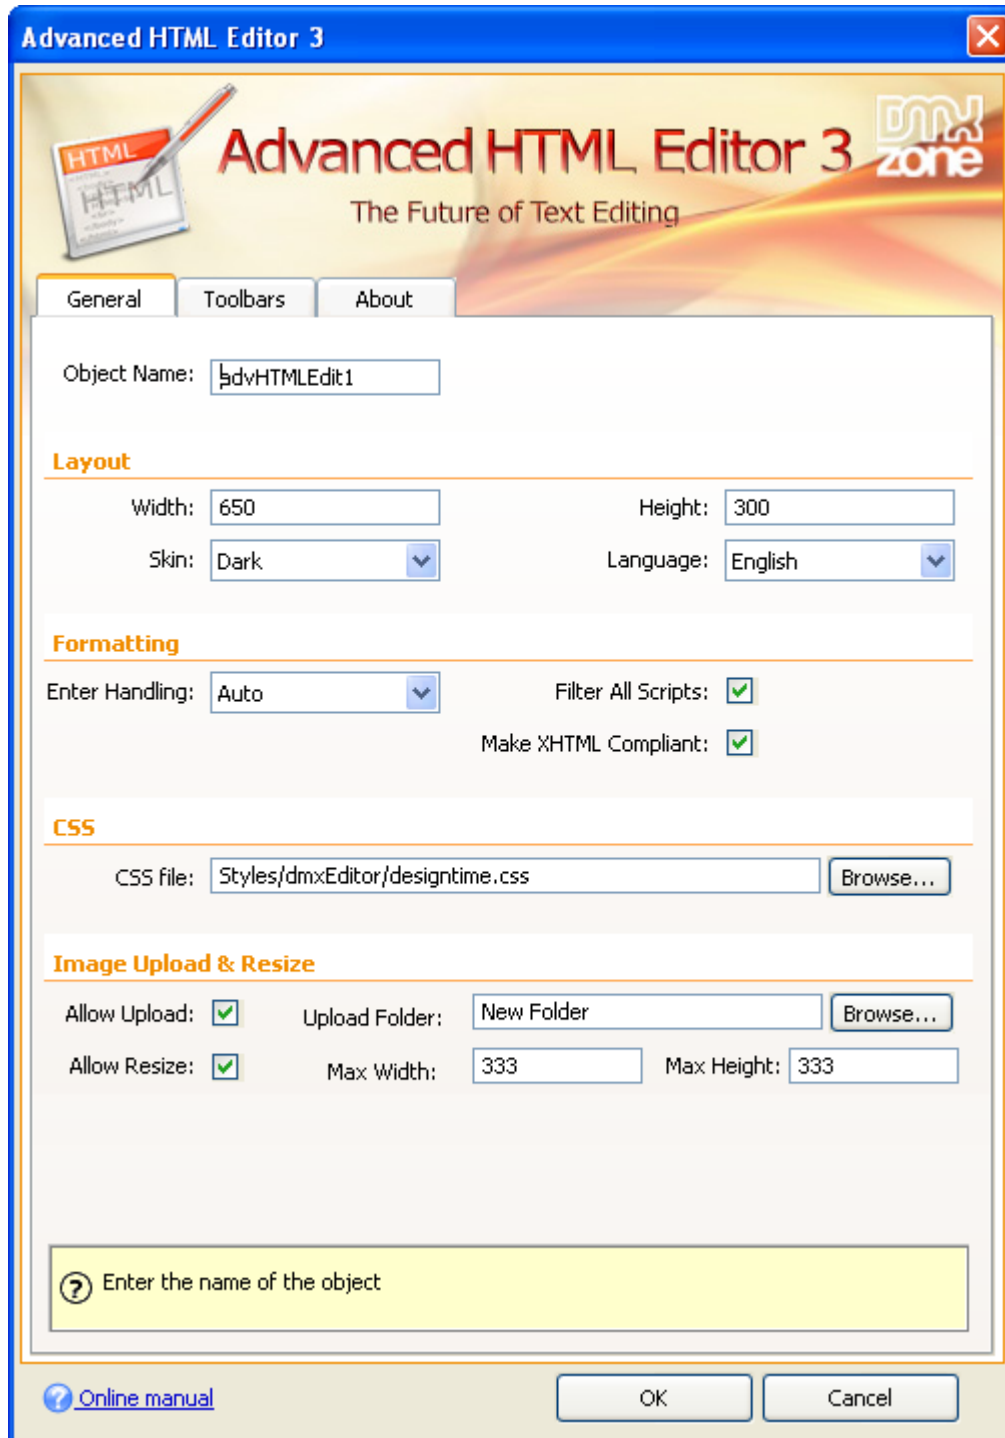 Advanced HTML Editor 3
HTML
HTML
Advanced HTML Editor 3
DMX
zone
The Future of Text Editing
General Toolbars About
Object Name: advHTMLEdit1
Layout
Width: 650 Height: 300
Skin: Dark Language: English
Formatting
Enter Handling: Auto Filter All Scripts:
Make XHTML Compliant:
CSS
CSS file: Styles/dmxEditor/designtime.css Browse...
Image Upload & Resize
Allow Upload: Upload Folder: New Folder Browse...
Allow Resize: Max Width: 333 Max Height: 333
? Enter the name of the object
? Online manual OK Cancel